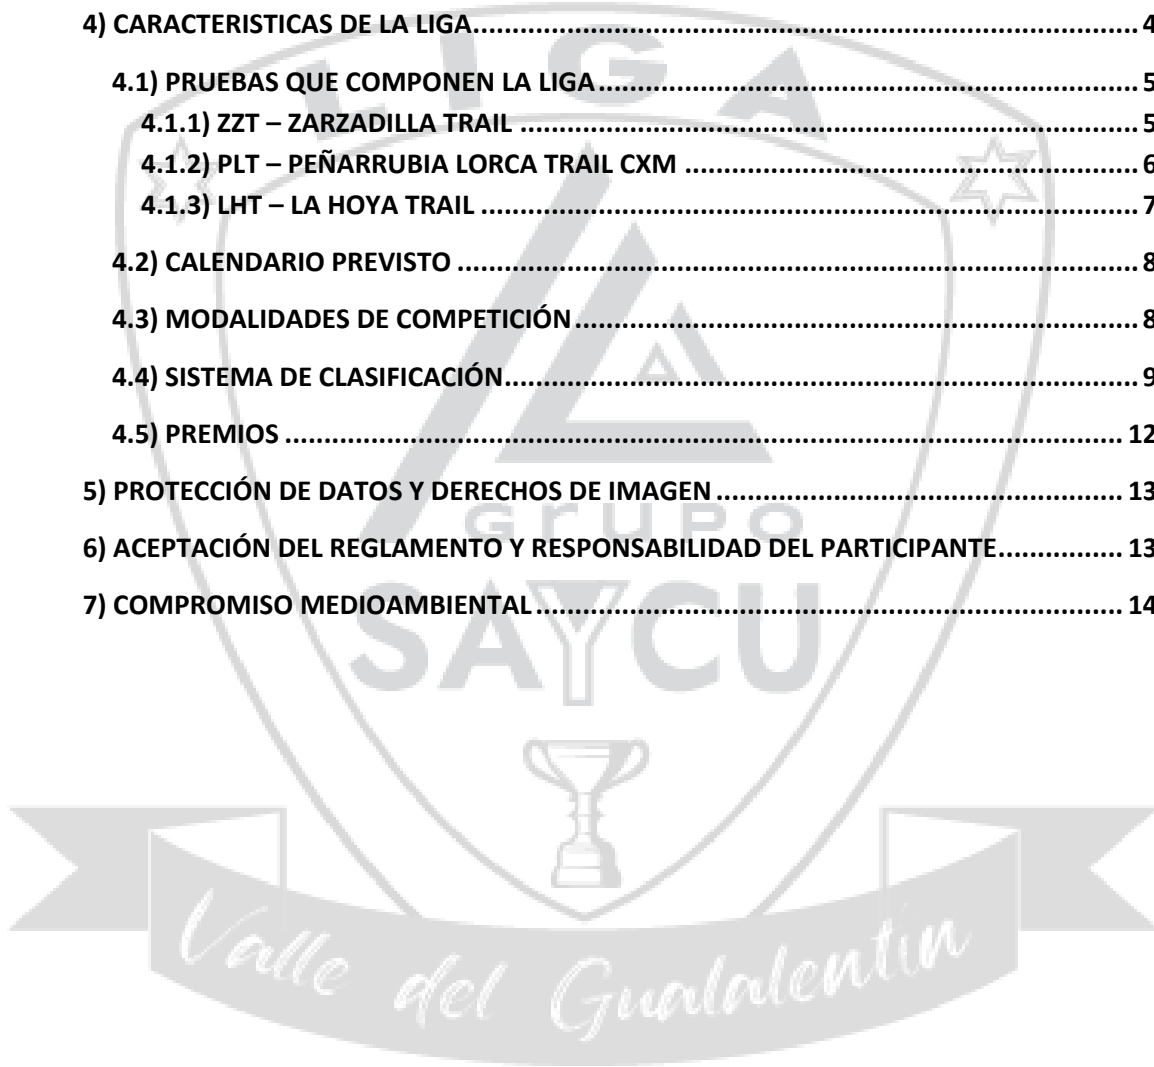 4) CARACTERISTICAS DE LA LIGA.................................................................................................. 4
4.1) PRUEBAS QUE COMPONEN LA LIGA.................................................................................. 5
4.1.1) ZZT – ZARZADILLA TRAIL ............................................................................................ 5
4.1.2) PLT – PEÑARRUBIA LORCA TRAIL CXM ...................................................................... 6
4.1.3) LHT – LA HOYA TRAIL ................................................................................................. 7
4.2) CALENDARIO PREVISTO .................................................................................................... 8
4.3) MODALIDADES DE COMPETICIÓN..................................................................................... 8
4.4) SISTEMA DE CLASIFICACIÓN.............................................................................................. 9
4.5) PREMIOS .......................................................................................................................... 12
5) PROTECCIÓN DE DATOS Y DERECHOS DE IMAGEN ............................................................ 13
6) ACEPTACIÓN DEL REGLAMENTO Y RESPONSABILIDAD DEL PARTICIPANTE.................. 13
7) COMPROMISO MEDIOAMBIENTAL ...................................................................................... 14
LIGA
GrUPO
SAYCU
Valle del Gualalentín